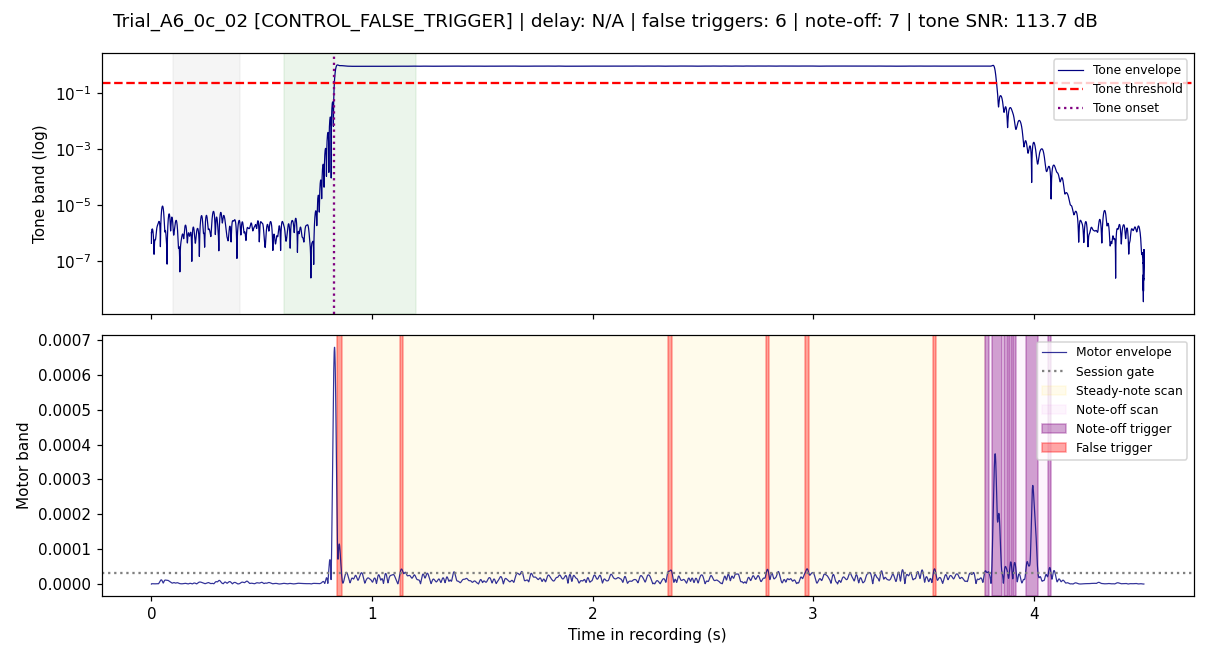 Trial_A6_0c_02 [CONTROL_FALSE_TRIGGER] | delay: N/A | false triggers: 6 | note-off: 7 | tone SNR: 113.7 dB
Tone band (log)
10⁻¹
10⁻³
10⁻⁵
10⁻⁷
Tone envelope
Tone threshold
Tone onset
Motor band
0.0007
0.0006
0.0005
0.0004
0.0003
0.0002
0.0001
0.0000
Motor envelope
Session gate
Steady-note scan
Note-off scan
Note-off trigger
False trigger
0 1 2 3 4
Time in recording (s)